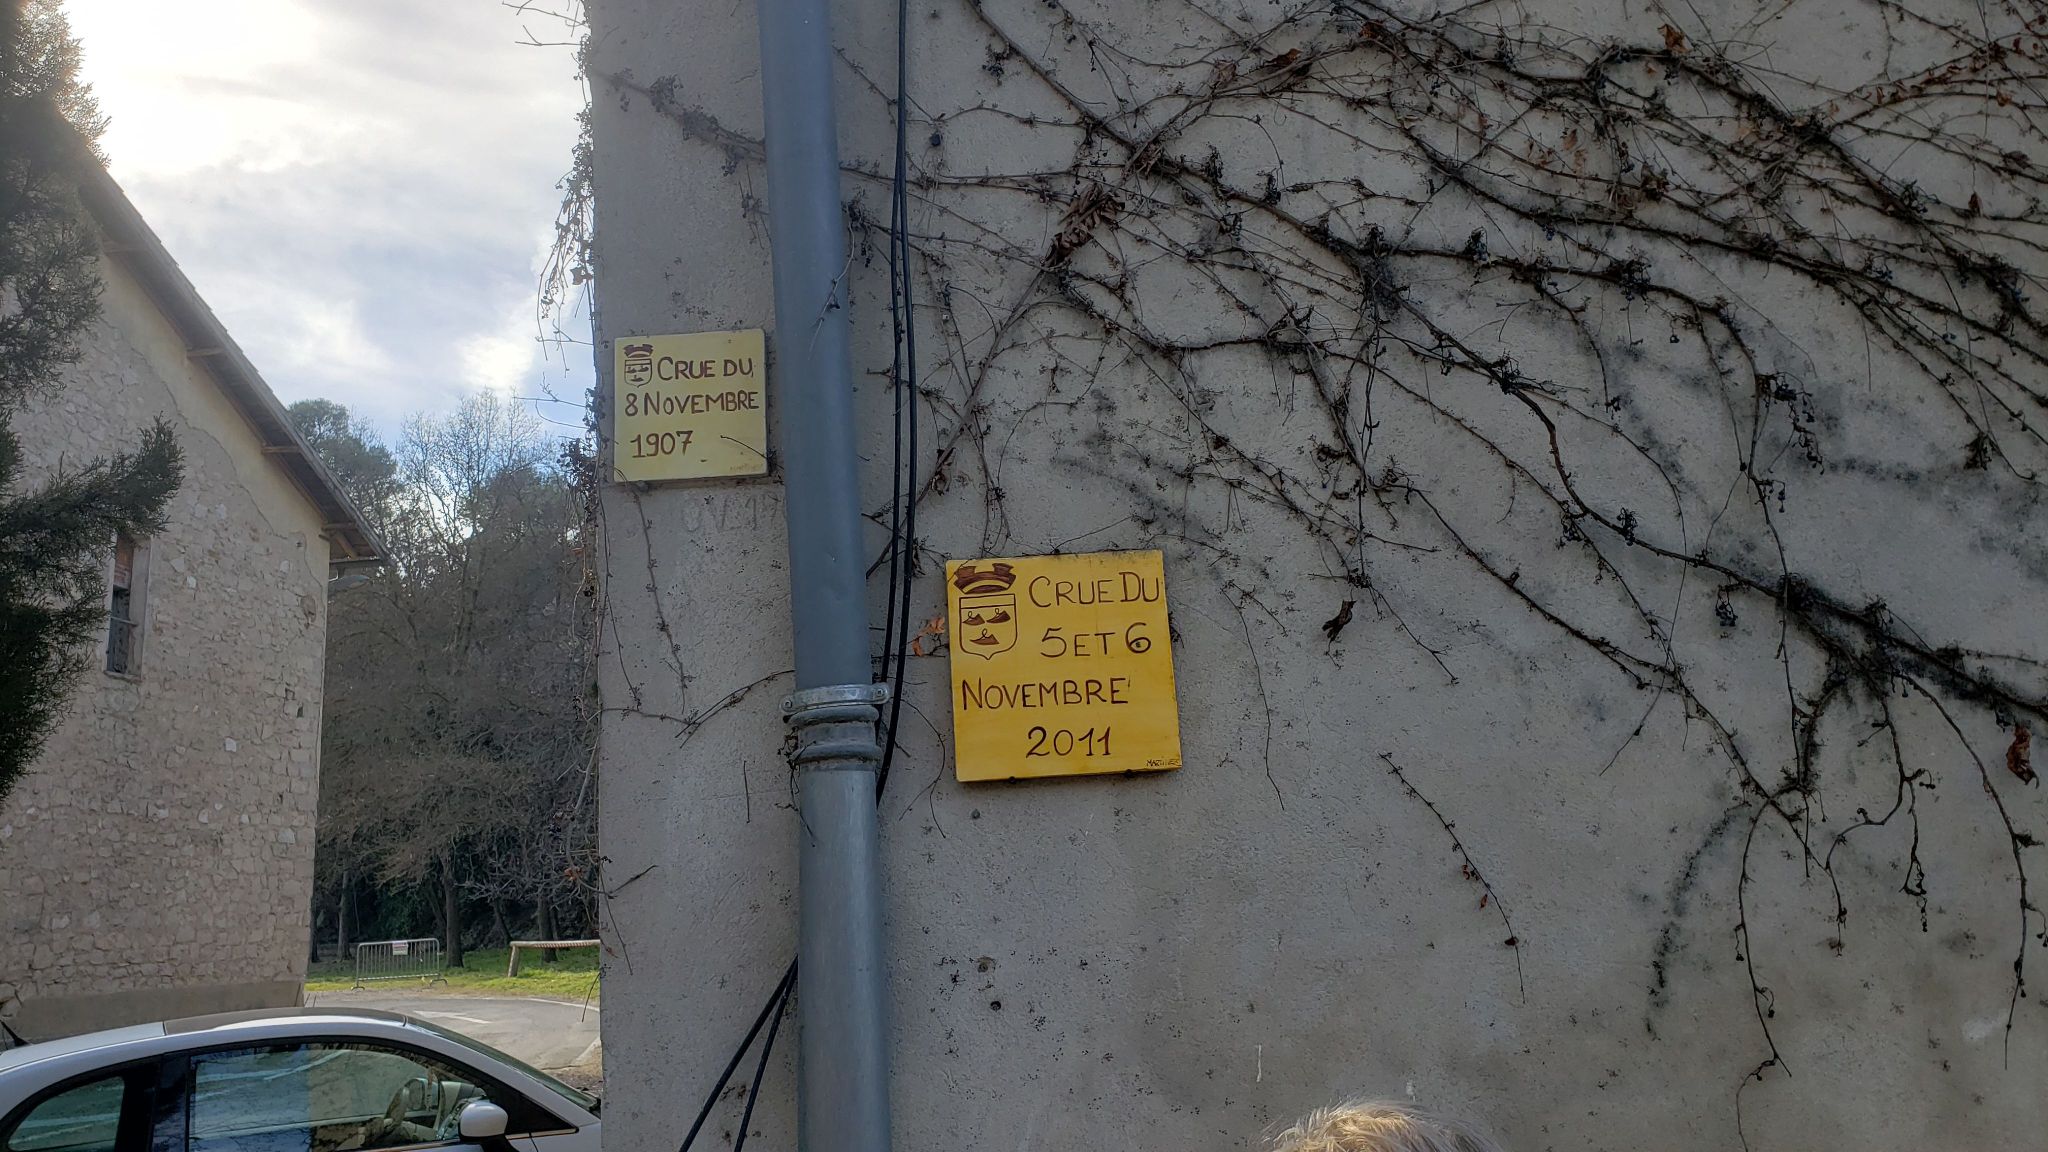 CRUE DU
8 NOVEMBRE
1907
CRUE DU
5 ET 6
NOVEMBRE
2011